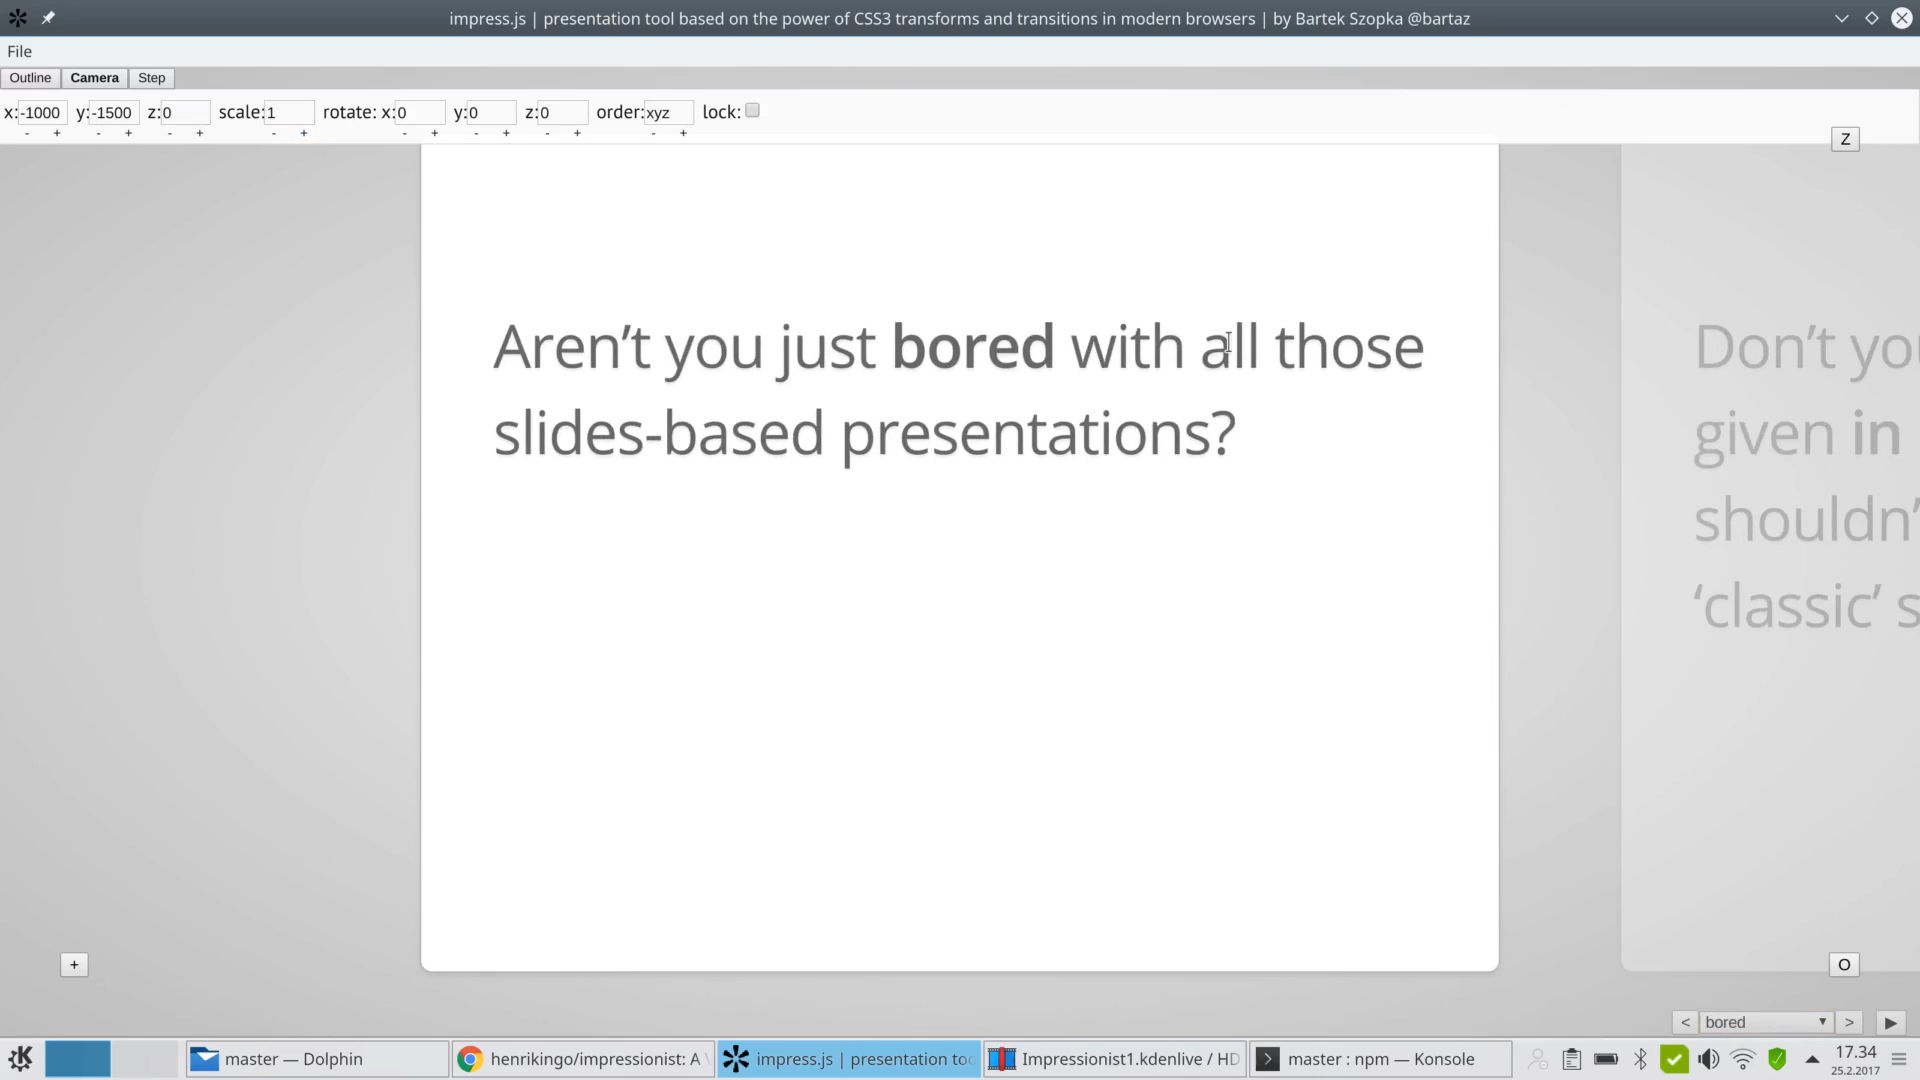 impress.js | presentation tool based on the power of CSS3 transforms and transitions in modern browsers | by Bartek Szopka @bartaz
File
Outline Camera Step
x:-1000 y:-1500 z:0 scale:1 rotate: x:0 y:0 z:0 order:xyz lock:
- + - + - + - + - + - + - + - +
Z
Aren’t you just bored with all those
slides-based presentations?
Don’t yo
given in
shouldn’
‘classic’ s
+
O
< bored ▼ > ▶
master — Dolphin
henrikingo/impressionist: A
impress.js | presentation too
Impressionist1.kdenlive / HD
master : npm — Konsole
17.34
25.2.2017